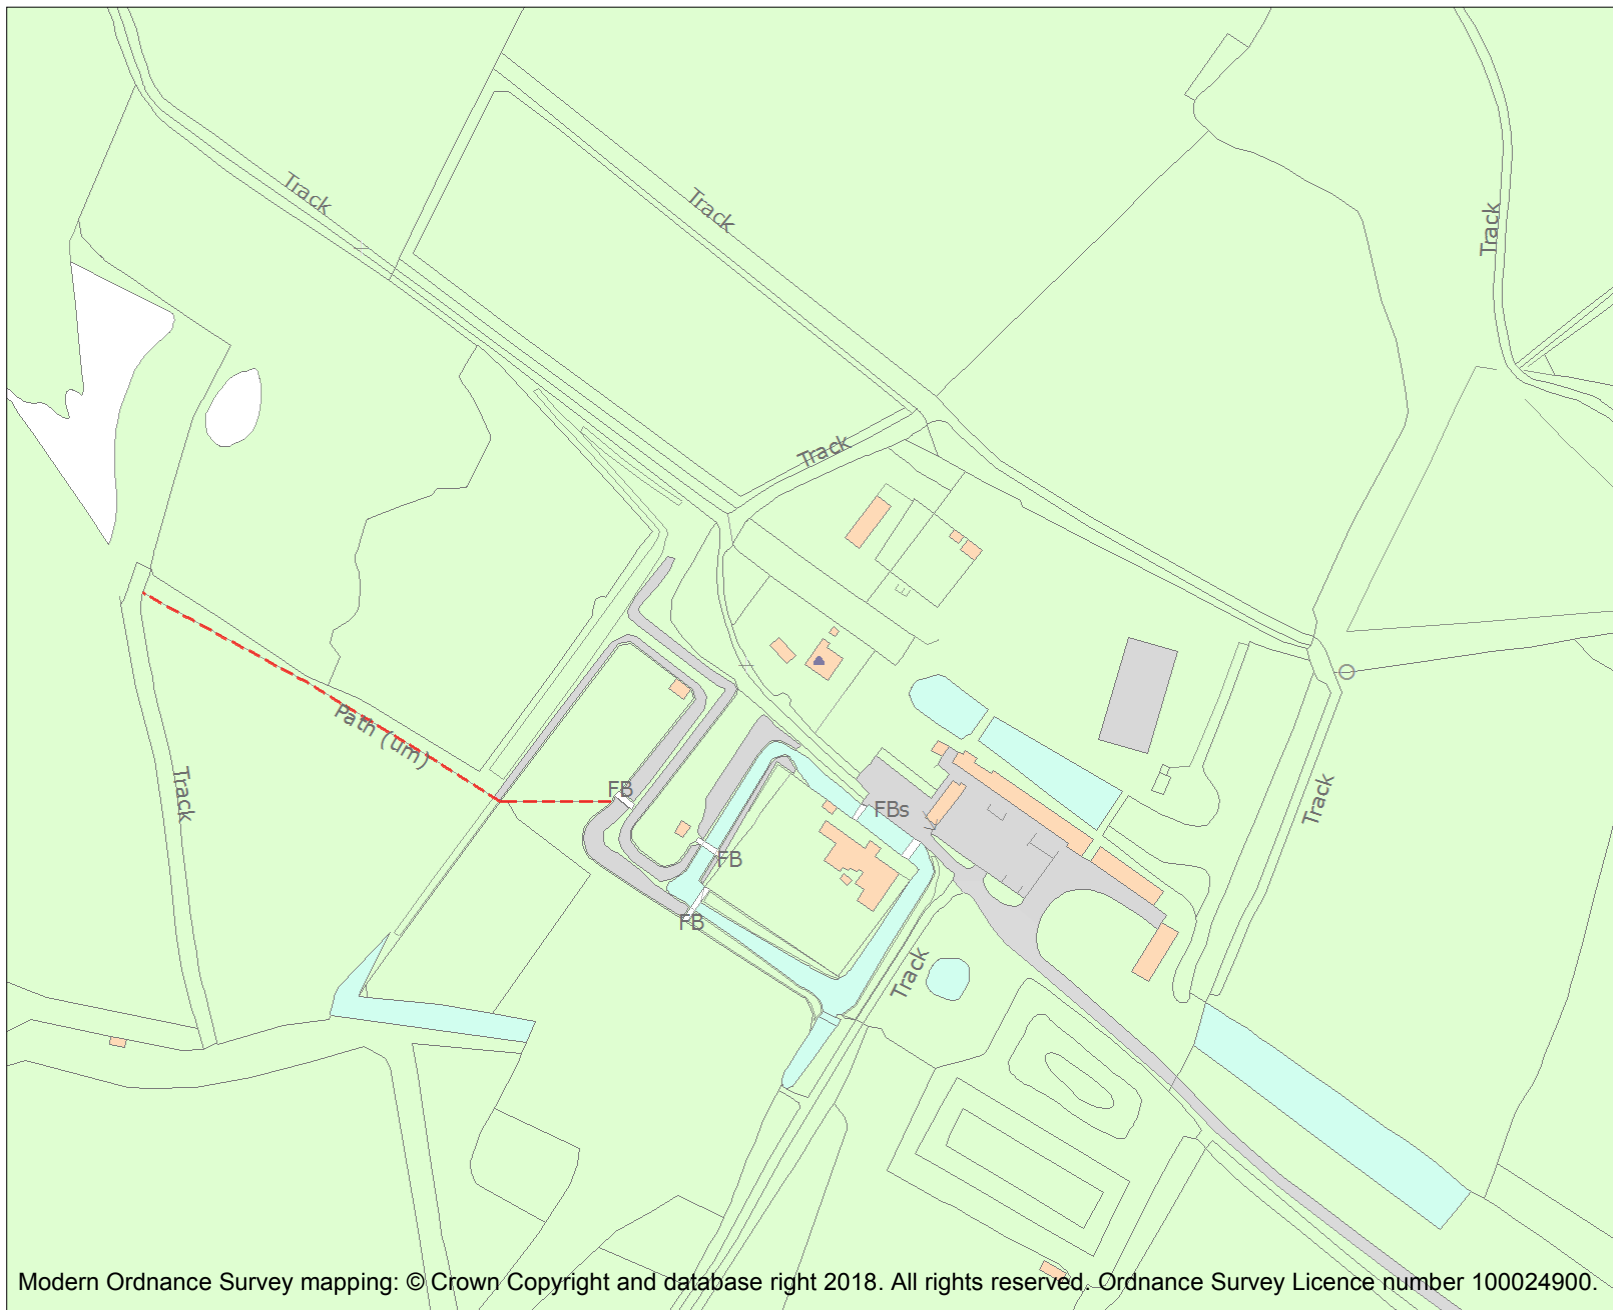 Track
Track
Track
Track
Path (um)
Track
FB
FBs
Track
FB
FB
Track
Modern Ordnance Survey mapping: © Crown Copyright and database right 2018. All rights reserved. Ordnance Survey Licence number 100024900.